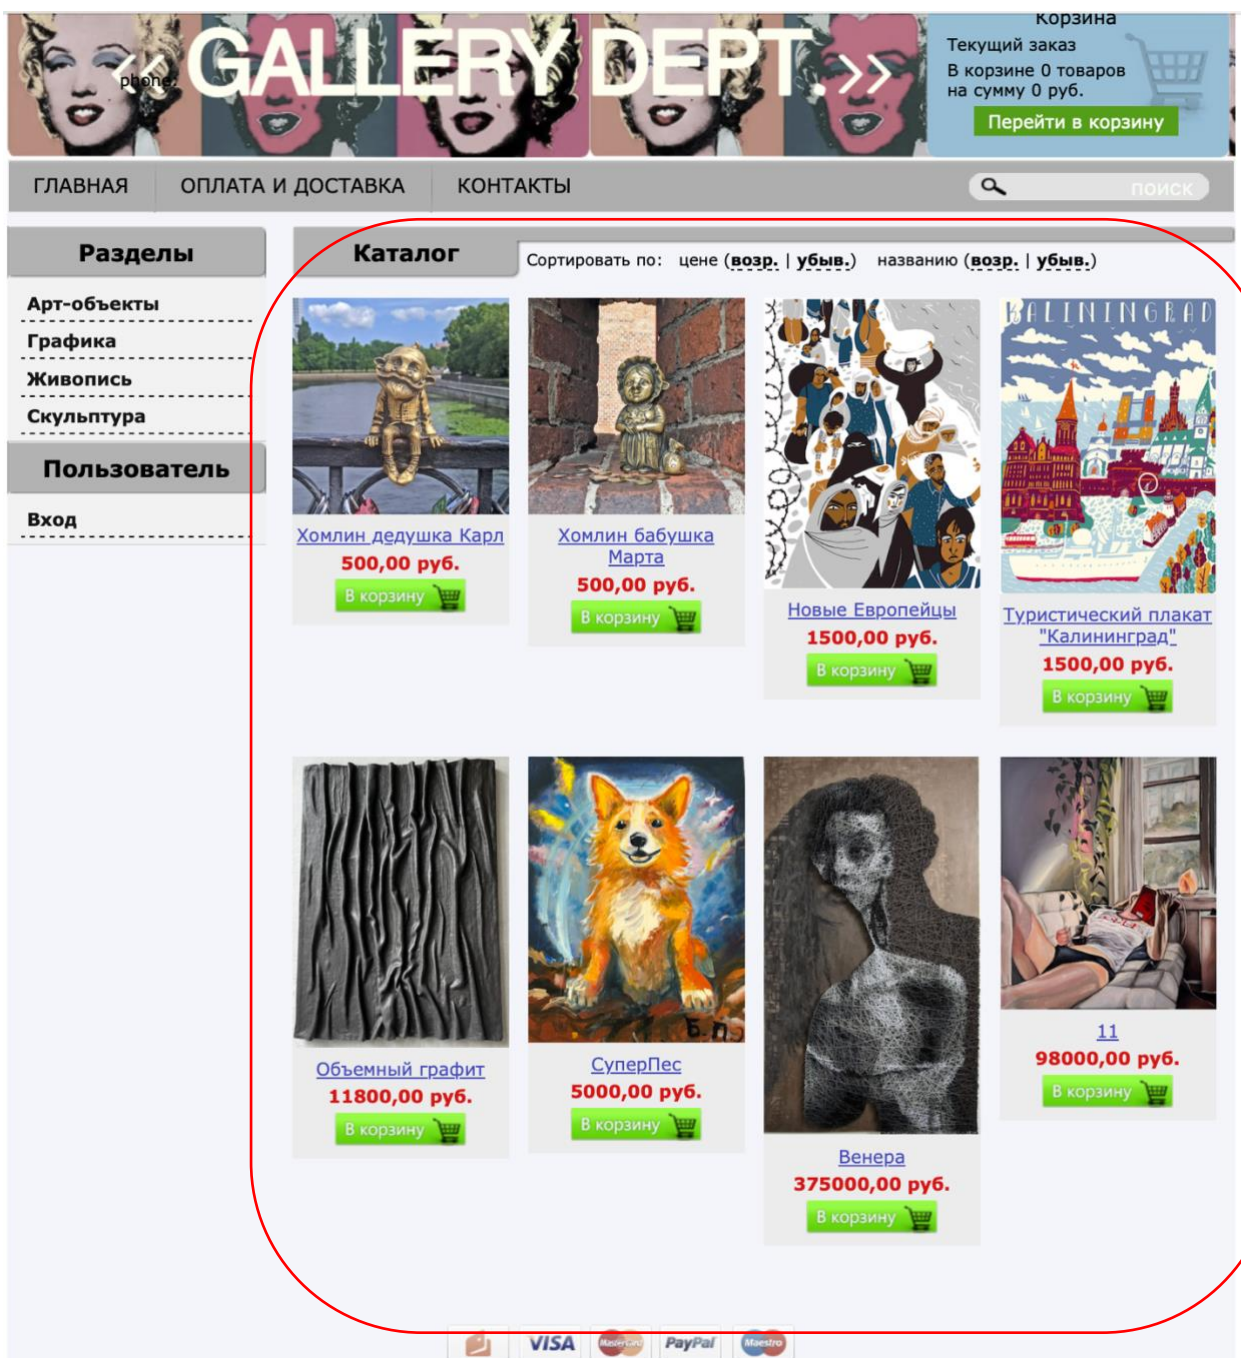 Корзина
<< GALLERY DEPT.>>
phone:
Текущий заказ
В корзине 0 товаров
на сумму 0 руб.
Перейти в корзину
ГЛАВНАЯ ОПЛАТА И ДОСТАВКА КОНТАКТЫ поиск
Разделы
Арт-объекты
Графика
Живопись
Скульптура
Пользователь
Вход
Каталог
Сортировать по: цене (возр. | убыв.) названию (возр. | убыв.)
KALININGRAD
Хомлин дедушка Карл
500,00 руб.
В корзину
Хомлин бабушка
Марта
500,00 руб.
В корзину
Новые Европейцы
1500,00 руб.
В корзину
Туристический плакат
"Калининград"
1500,00 руб.
В корзину
Б.П
Объемный графит
11800,00 руб.
В корзину
СуперПес
5000,00 руб.
В корзину
Венера
375000,00 руб.
В корзину
11
98000,00 руб.
В корзину
VISA MasterCard PayPal Maestro